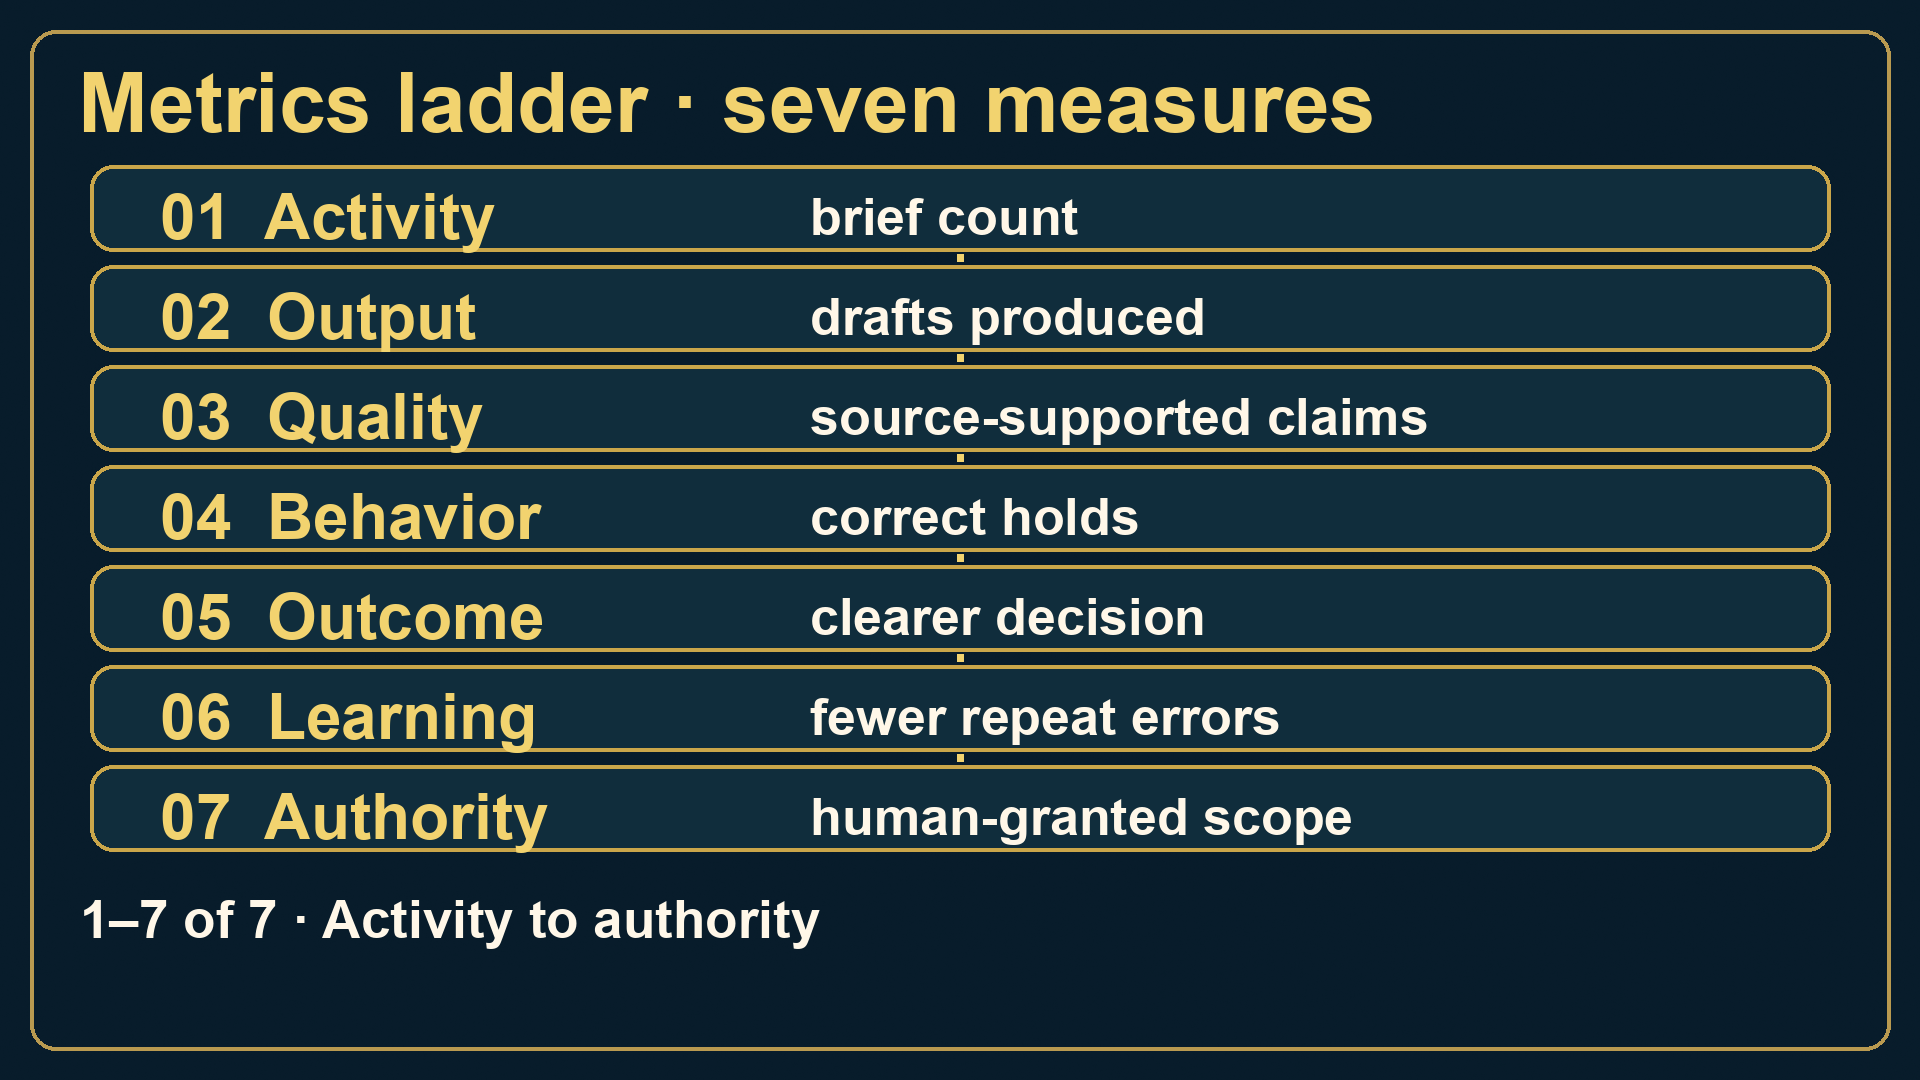 Metrics ladder · seven measures
01 Activity brief count
02 Output drafts produced
03 Quality source-supported claims
04 Behavior correct holds
05 Outcome clearer decision
06 Learning fewer repeat errors
07 Authority human-granted scope
1–7 of 7 · Activity to authority